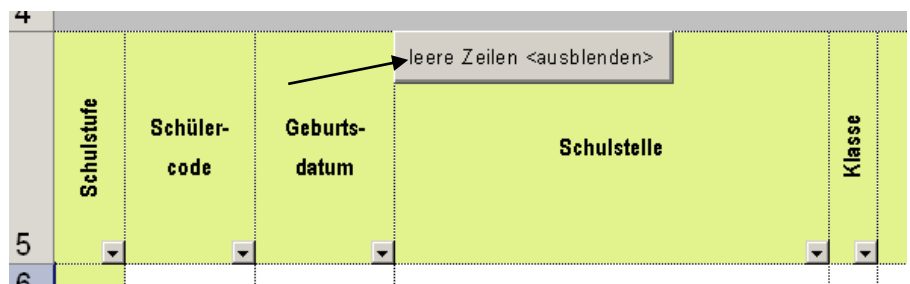 4
leere Zeilen <ausblenden>
Schulstufe
Schüler-
code
Geburts-
datum
Schulstelle
Klasse
5
6